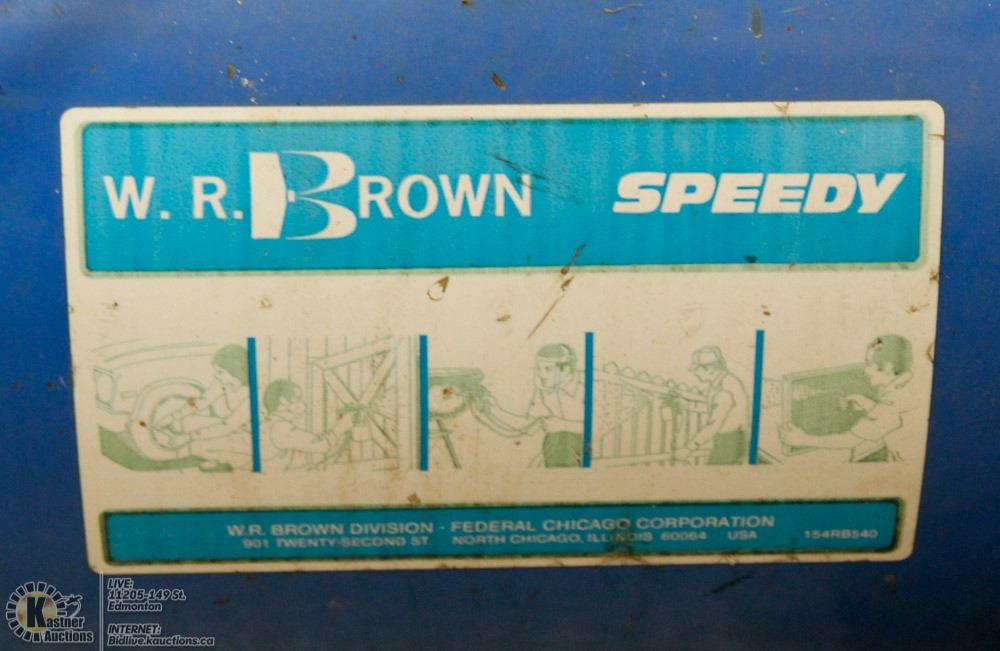 W. R. BROWN SPEEDY
W.R. BROWN DIVISION - FEDERAL CHICAGO CORPORATION
901 TWENTY-SECOND ST. NORTH CHICAGO, ILLINOIS 60064 USA
154RB540
Kastner
Auctions
LIVE:
11205-149 St.
Edmonton
INTERNET:
Bidlive.kauctions.ca